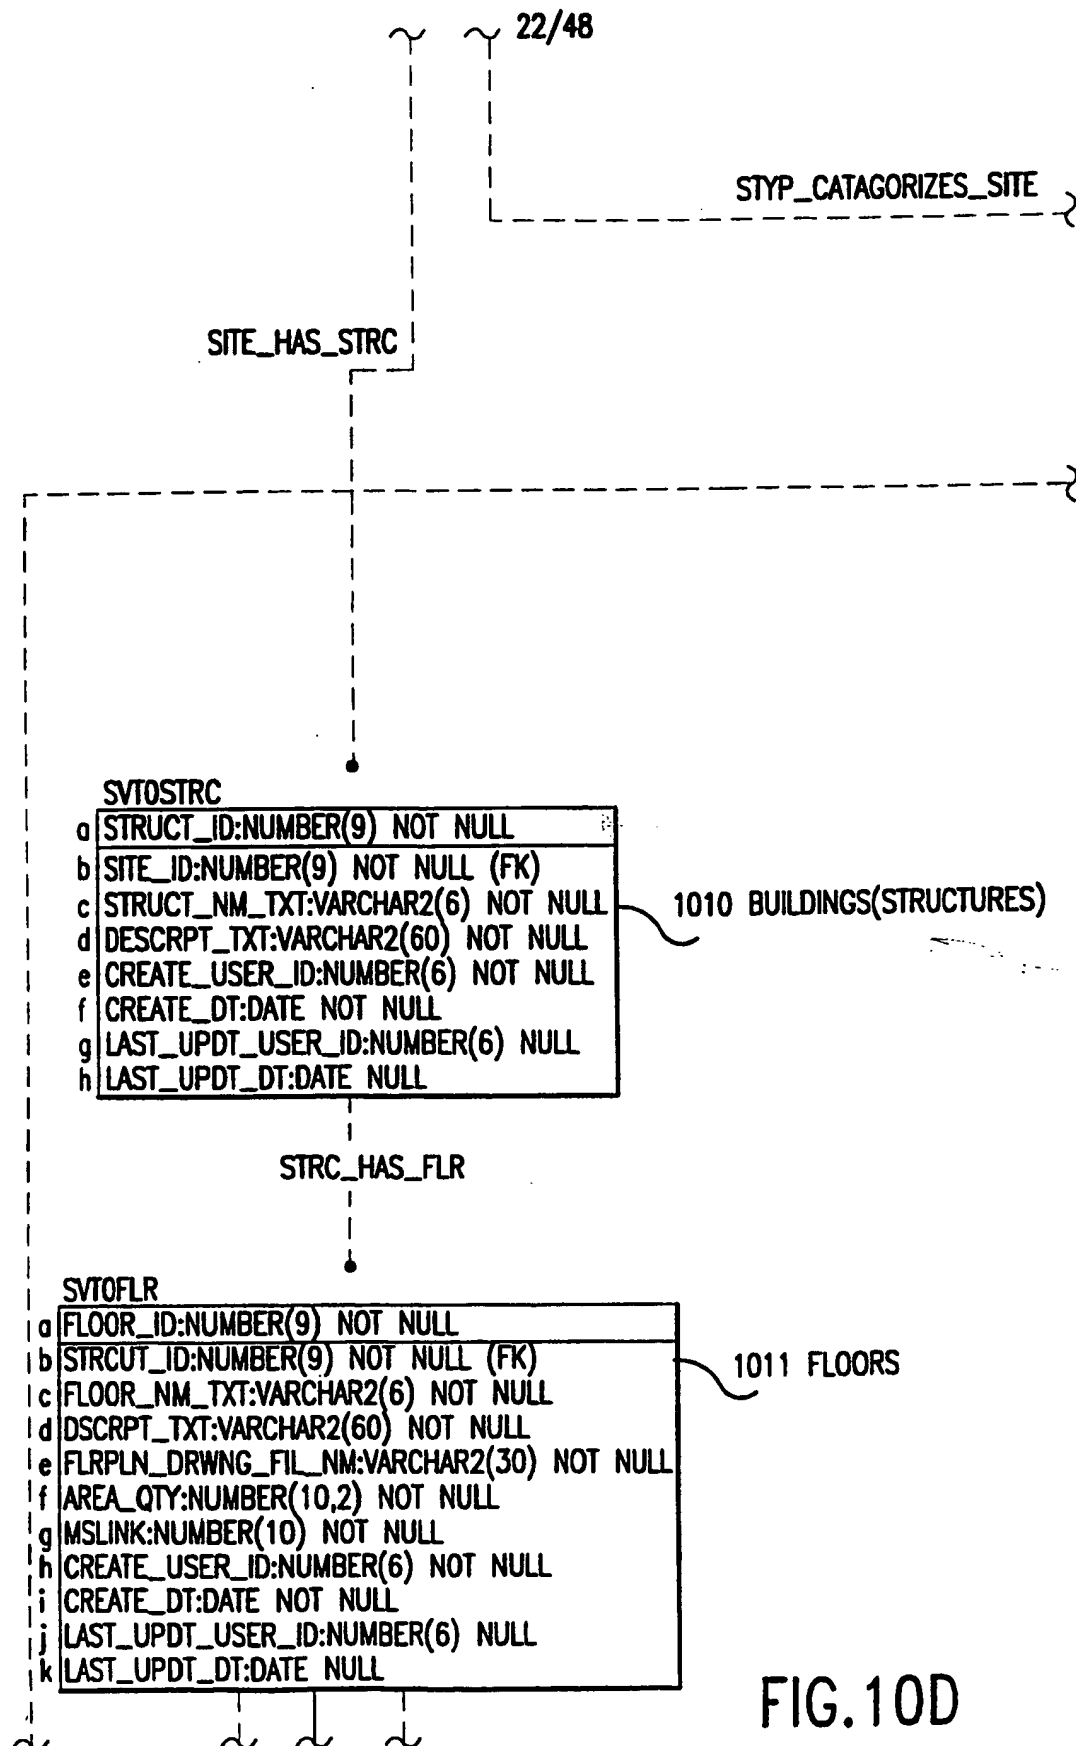 22/48
STYP_CATAGORIZES_SITE
SITE_HAS_STRC
SVTOSTRC
a STRUCT_ID:NUMBER(9) NOT NULL
b SITE_ID:NUMBER(9) NOT NULL (FK)
c STRUCT_NM_TXT:VARCHAR2(6) NOT NULL
1010 BUILDINGS(STRUCTURES)
d DESCRPT_TXT:VARCHAR2(60) NOT NULL
e CREATE_USER_ID:NUMBER(6) NOT NULL
f CREATE_DT:DATE NOT NULL
g LAST_UPDT_USER_ID:NUMBER(6) NULL
h LAST_UPDT_DT:DATE NULL
STRC_HAS_FLR
SVTOFLR
a FLOOR_ID:NUMBER(9) NOT NULL
b STRCUT_ID:NUMBER(9) NOT NULL (FK)
1011 FLOORS
c FLOOR_NM_TXT:VARCHAR2(6) NOT NULL
d DSCRPT_TXT:VARCHAR2(60) NOT NULL
e FLRPLN_DRWNG_FIL_NM:VARCHAR2(30) NOT NULL
f AREA_QTY:NUMBER(10,2) NOT NULL
g MSLINK:NUMBER(10) NOT NULL
h CREATE_USER_ID:NUMBER(6) NOT NULL
i CREATE_DT:DATE NOT NULL
j LAST_UPDT_USER_ID:NUMBER(6) NULL
k LAST_UPDT_DT:DATE NULL
FIG.10D